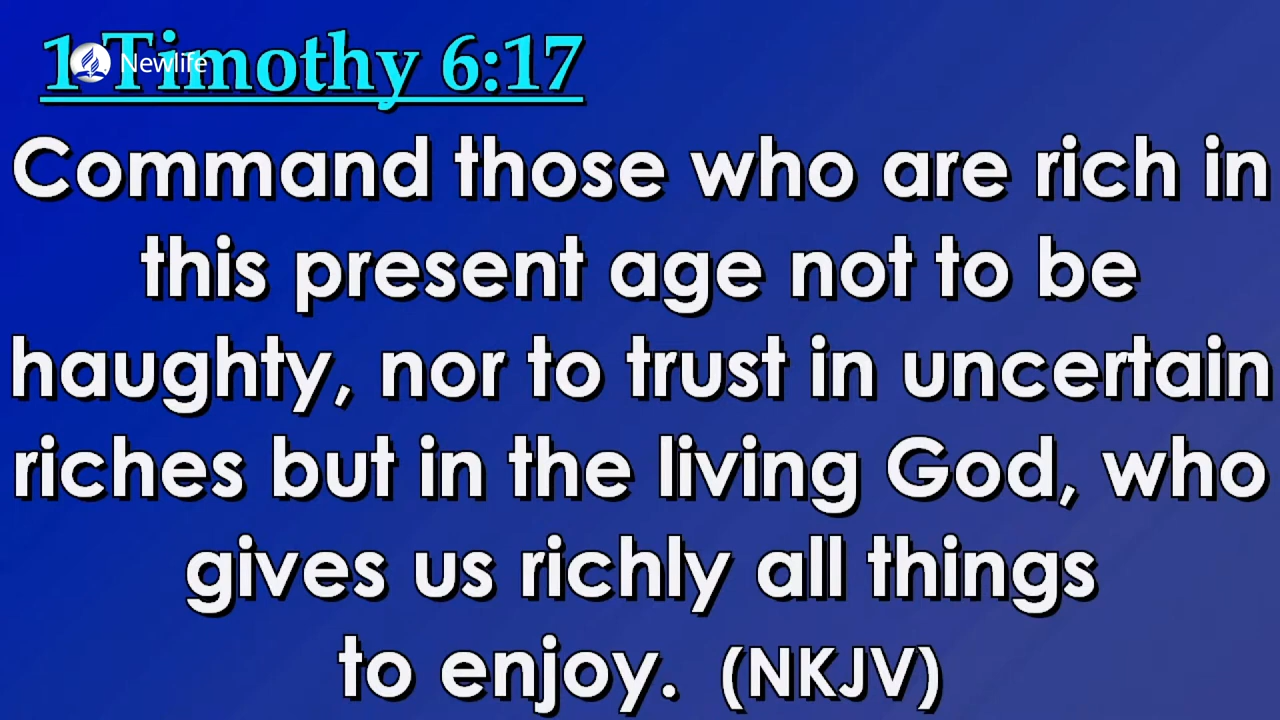 1 Timothy 6:17
Newlife
Command those who are rich in
this present age not to be
haughty, nor to trust in uncertain
riches but in the living God, who
gives us richly all things
to enjoy. (NKJV)